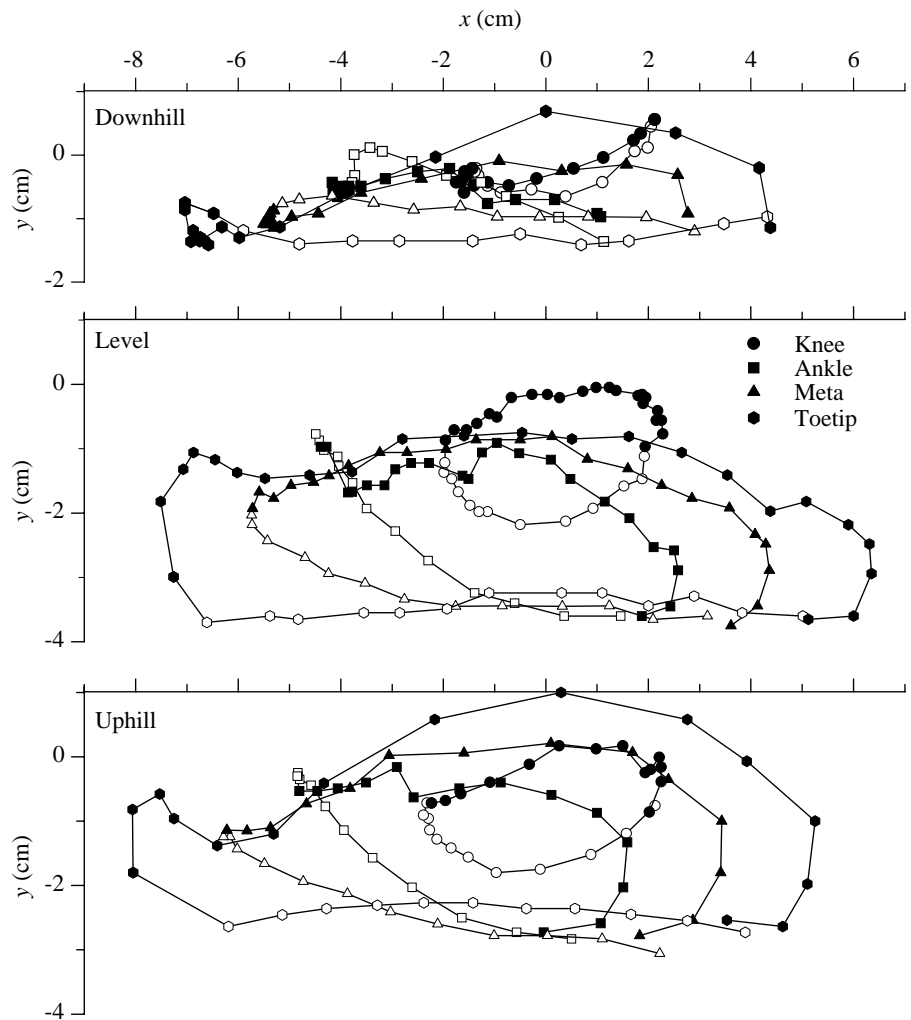 x (cm)
-8 -6 -4 -2 0 2 4 6
Downhill
0
y (cm)
-2
Level
0
Knee
Ankle
Meta
Toetip
-2
y (cm)
-4
Uphill
0
-2
y (cm)
-4